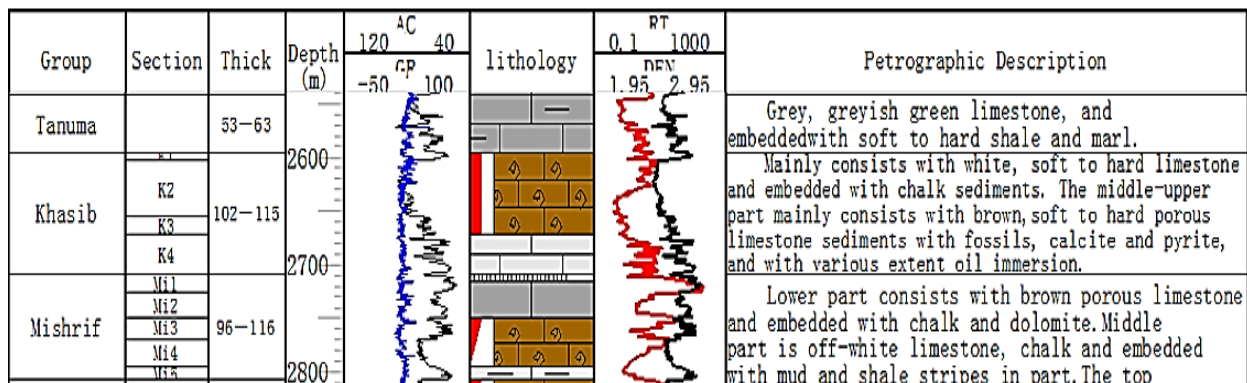 Group Section Thick Depth (m) AC 120 40 GR -50 100 lithology RT 0.1 1000 DEN 1.95 2.95 Petrographic Description
Tanuma 53-63
Grey, greyish green limestone, and
embeddedwith soft to hard shale and marl.
2600
Khasib 102-115
K1
K2
K3
K4
Mainly consists with white, soft to hard limestone
and embedded with chalk sediments. The middle-upper
part mainly consists with brown, soft to hard porous
limestone sediments with fossils, calcite and pyrite,
and with various extent oil immersion.
2700
Mishrif 96-116
Mi1
Mi2
Mi3
Mi4
Mi5
2800
Lower part consists with brown porous limestone
and embedded with chalk and dolomite. Middle
part is off-white limestone, chalk and embedded
with mud and shale stripes in part. The top